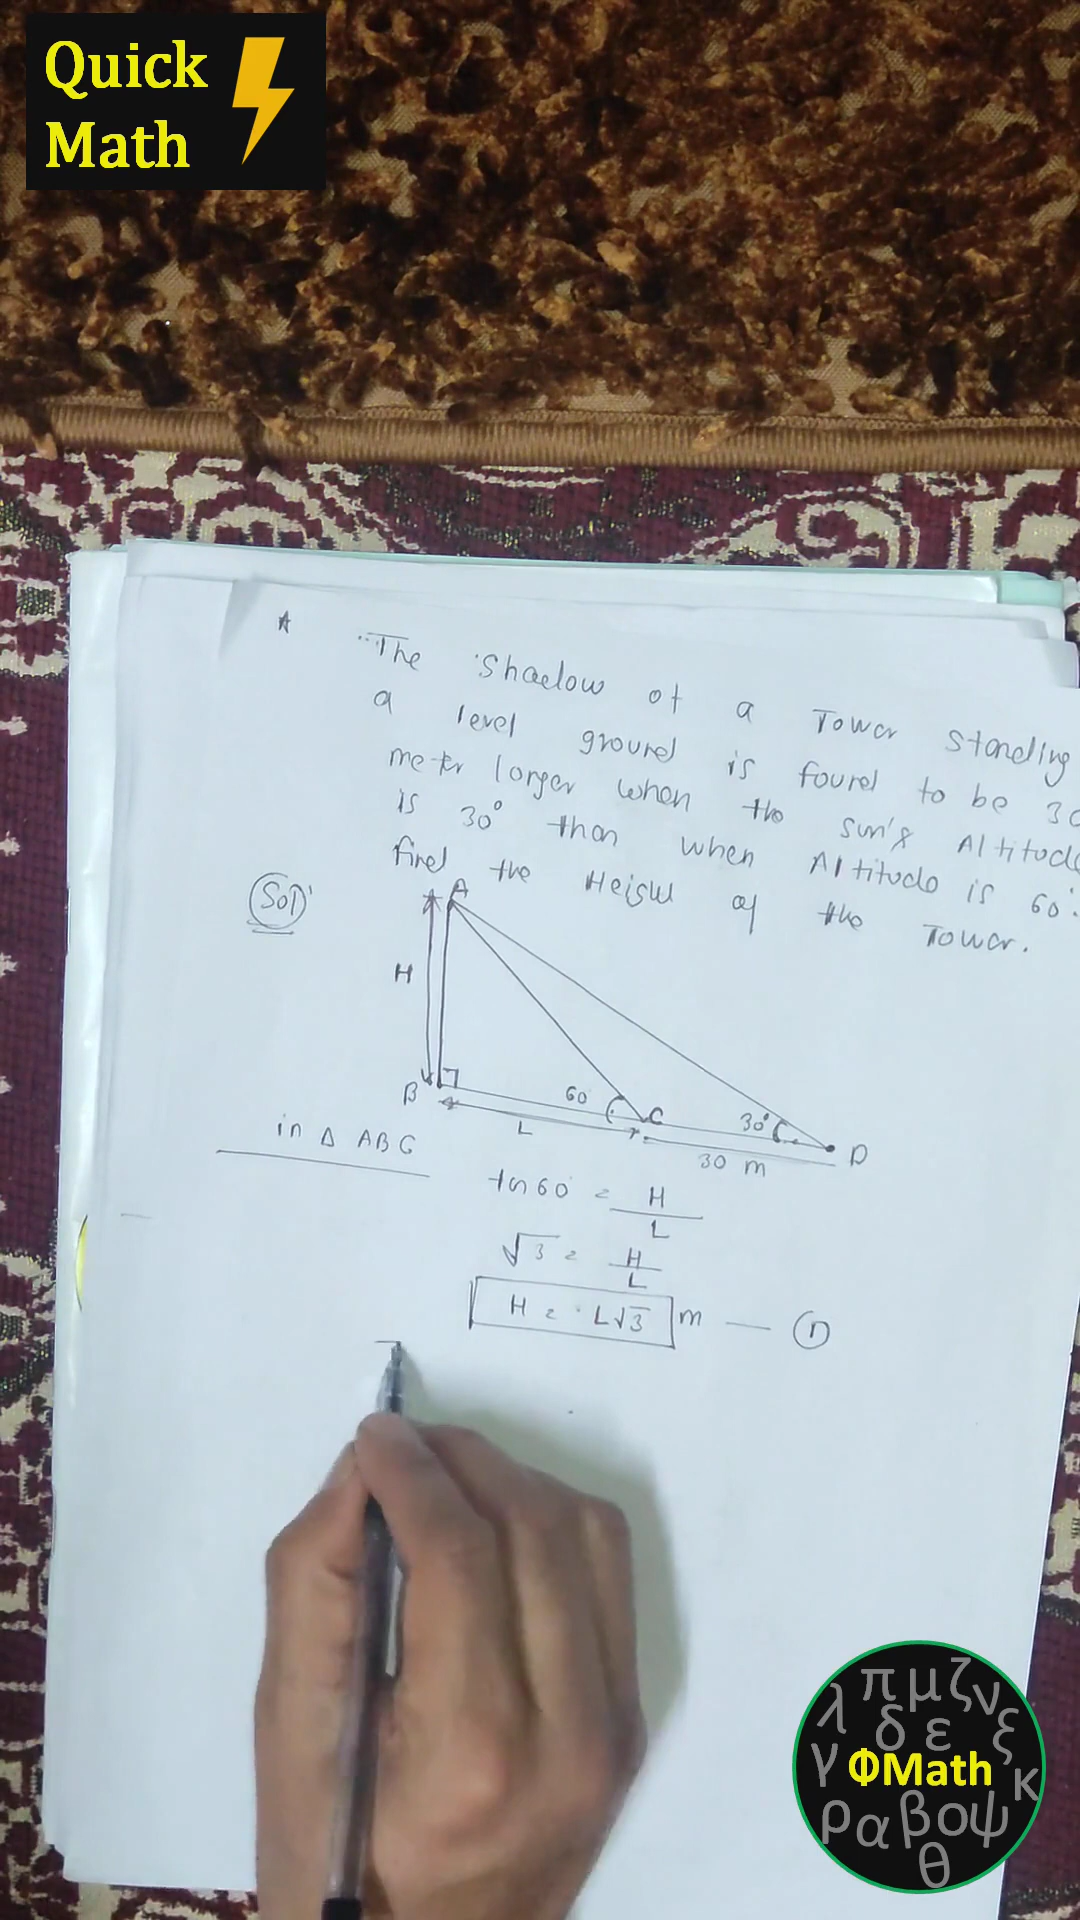 Quick
Math
The Shadow of a Tower standing
a level ground is found to be 30
meter longer when the sun's Altitude
is 30° than when Altitude is 60°.
find the of the Tower.
Sol'
A
H
B
60
C
30°
D
L
30 m
in Δ ABC
tan 60 = H
L
√3 = H
L
H = L√3 m — (1)
π μ ζ ν
λ δ ε ξ
γ ΦMath κ
ρ α β ο ψ
θ